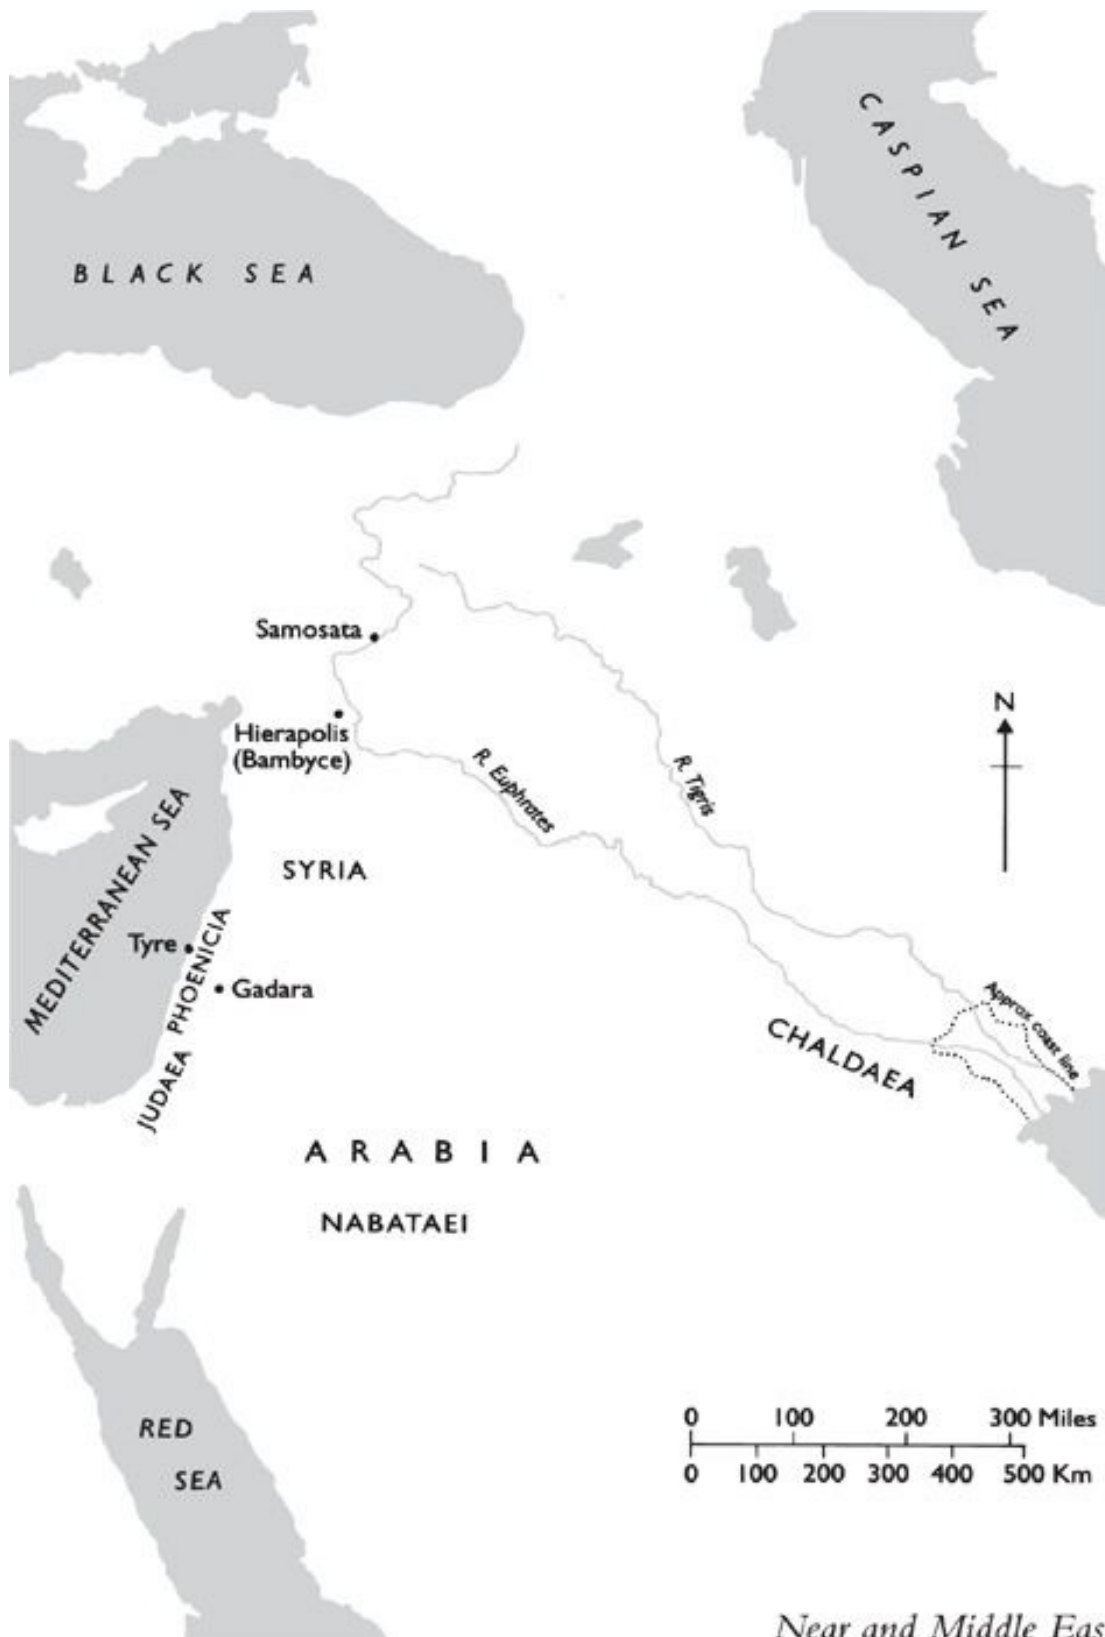 CASPIAN SEA
BLACK SEA
Samosata
N
Hierapolis
(Bambyce)
R. Euphrates
R. Tigris
MEDITERRANEAN SEA
SYRIA
Tyre
PHOENICIA
Gadara
Approx coast line
CHALDAEA
JUDAEA
ARABIA
NABATAEI
RED
SEA
0 100 200 300 Miles
0 100 200 300 400 500 Km
Near and Middle Eas